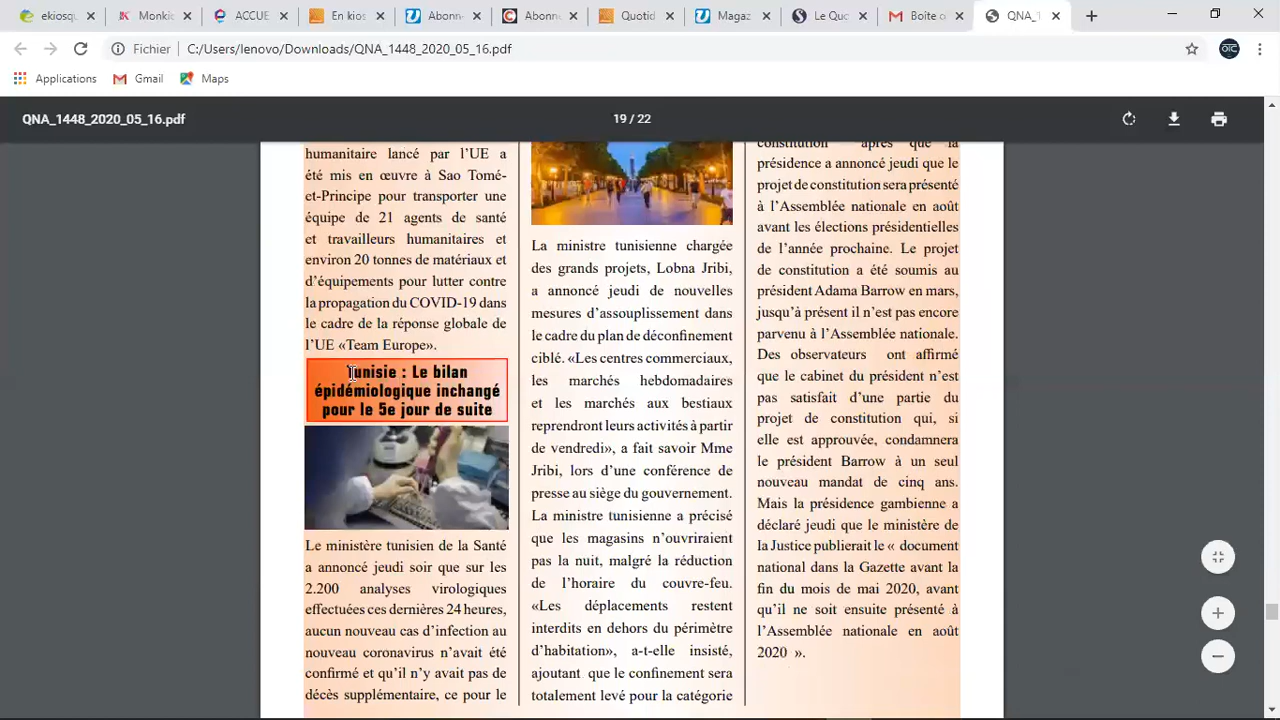 ekiosqu
Monki
ACCUE
En kios
Abonn
Abonn
Quotid
Magaz
Le Quo
Boîte o
QNA_1
Fichier
C:/Users/lenovo/Downloads/QNA_1448_2020_05_16.pdf
Applications
Gmail
Maps
QNA_1448_2020_05_16.pdf
19 / 22
humanitaire lancé par l'UE a
été mis en œuvre à Sao Tomé-
et-Principe pour transporter une
équipe de 21 agents de santé
et travailleurs humanitaires et
environ 20 tonnes de matériaux et
d'équipements pour lutter contre
la propagation du COVID-19 dans
le cadre de la réponse globale de
l'UE «Team Europe».
Tunisie : Le bilan
épidémiologique inchangé
pour le 5e jour de suite
Le ministère tunisien de la Santé
a annoncé jeudi soir que sur les
2.200 analyses virologiques
effectuées ces dernières 24 heures,
aucun nouveau cas d'infection au
nouveau coronavirus n'avait été
confirmé et qu'il n'y avait pas de
décès supplémentaire, ce pour le
La ministre tunisienne chargée
des grands projets, Lobna Jribi,
a annoncé jeudi de nouvelles
mesures d'assouplissement dans
le cadre du plan de déconfinement
ciblé. «Les centres commerciaux,
les marchés hebdomadaires
et les marchés aux bestiaux
reprendront leurs activités à partir
de vendredi», a fait savoir Mme
Jribi, lors d'une conférence de
presse au siège du gouvernement.
La ministre tunisienne a précisé
que les magasins n'ouvriraient
pas la nuit, malgré la réduction
de l'horaire du couvre-feu.
«Les déplacements restent
interdits en dehors du périmètre
d'habitation», a-t-elle insisté,
ajoutant que le confinement sera
totalement levé pour la catégorie
constitution après que la
présidence a annoncé jeudi que le
projet de constitution sera présenté
à l'Assemblée nationale en août
avant les élections présidentielles
de l'année prochaine. Le projet
de constitution a été soumis au
président Adama Barrow en mars,
jusqu'à présent il n'est pas encore
parvenu à l'Assemblée nationale.
Des observateurs ont affirmé
que le cabinet du président n'est
pas satisfait d'une partie du
projet de constitution qui, si
elle est approuvée, condamnera
le président Barrow à un seul
nouveau mandat de cinq ans.
Mais la présidence gambienne a
déclaré jeudi que le ministère de
la Justice publierait le « document
national dans la Gazette avant la
fin du mois de mai 2020, avant
qu'il ne soit ensuite présenté à
l'Assemblée nationale en août
2020 ».